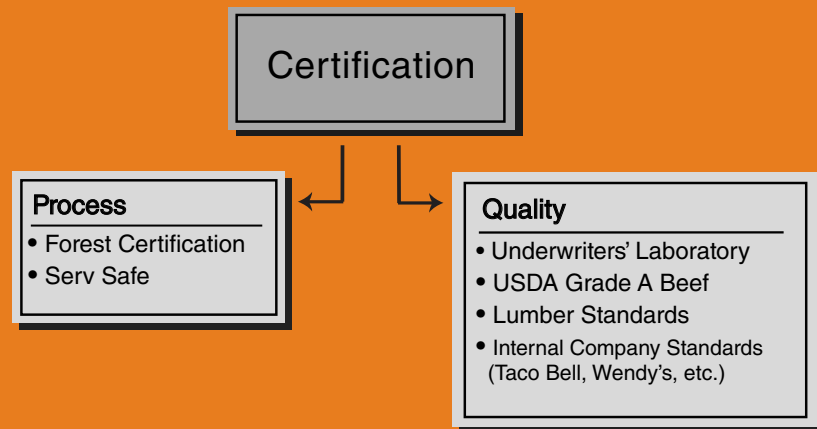 Certification
Process
• Forest Certification
• Serv Safe
Quality
• Underwriters’ Laboratory
• USDA Grade A Beef
• Lumber Standards
• Internal Company Standards
(Taco Bell, Wendy’s, etc.)